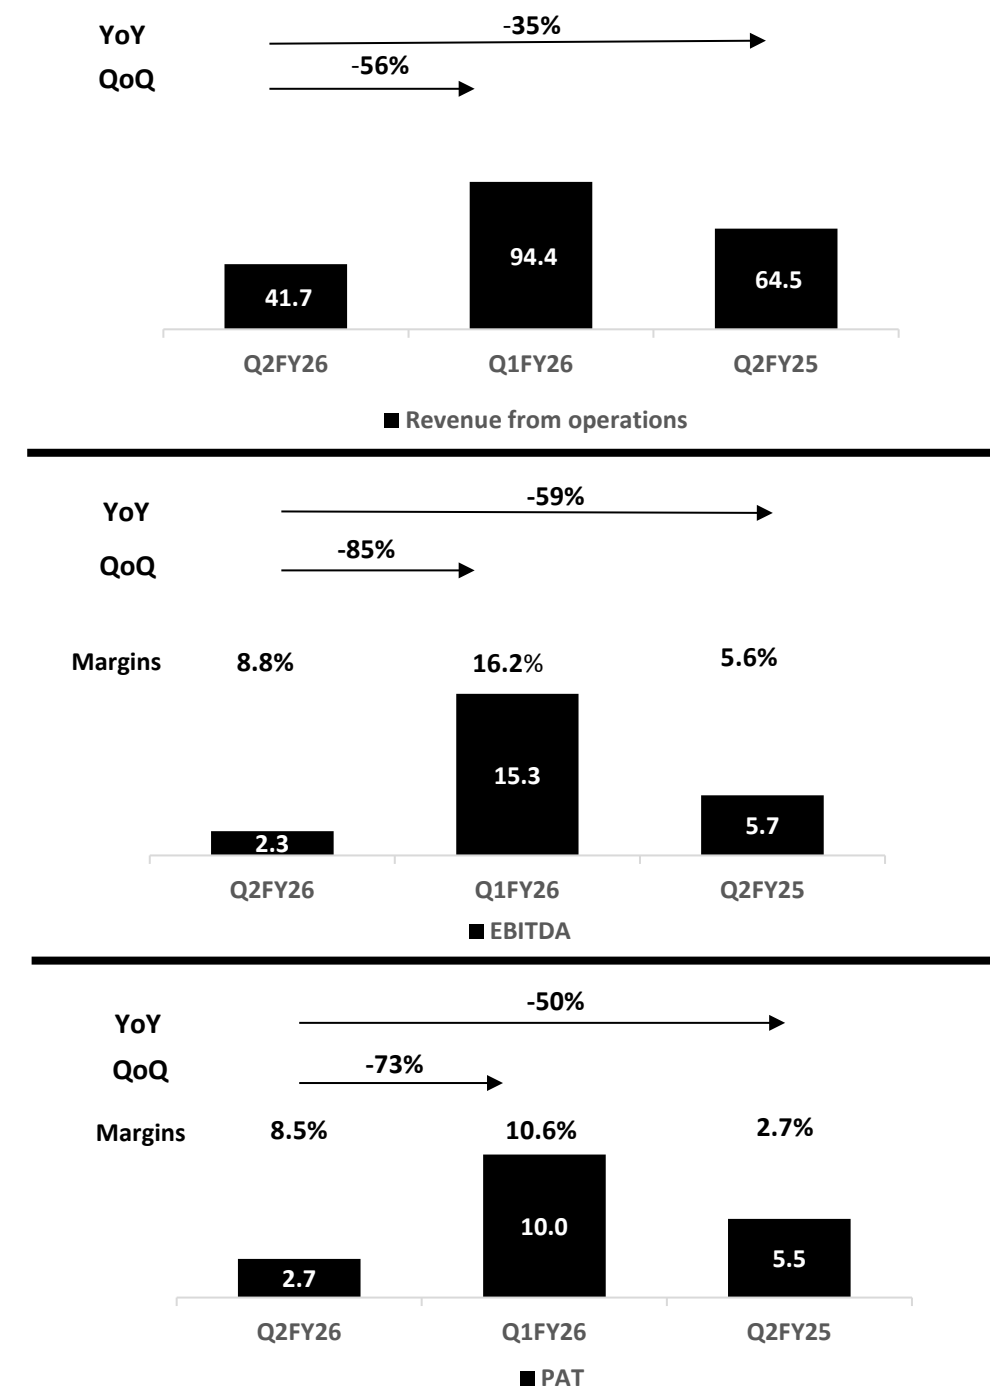 YoY -35%
QoQ -56%
41.7 94.4 64.5
Q2FY26 Q1FY26 Q2FY25
Revenue from operations
YoY -59%
QoQ -85%
Margins 8.8% 16.2% 5.6%
2.3 15.3 5.7
Q2FY26 Q1FY26 Q2FY25
EBITDA
YoY -50%
QoQ -73%
Margins 8.5% 10.6% 2.7%
2.7 10.0 5.5
Q2FY26 Q1FY26 Q2FY25
PAT